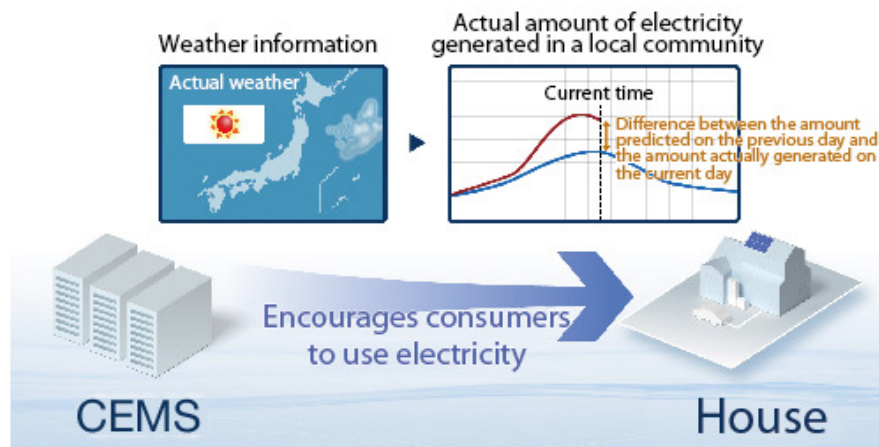 Weather information
Actual weather
Actual amount of electricity
generated in a local community
Current time
Difference between the amount
predicted on the previous day and
the amount actually generated on
the current day
Encourages consumers
to use electricity
CEMS
House